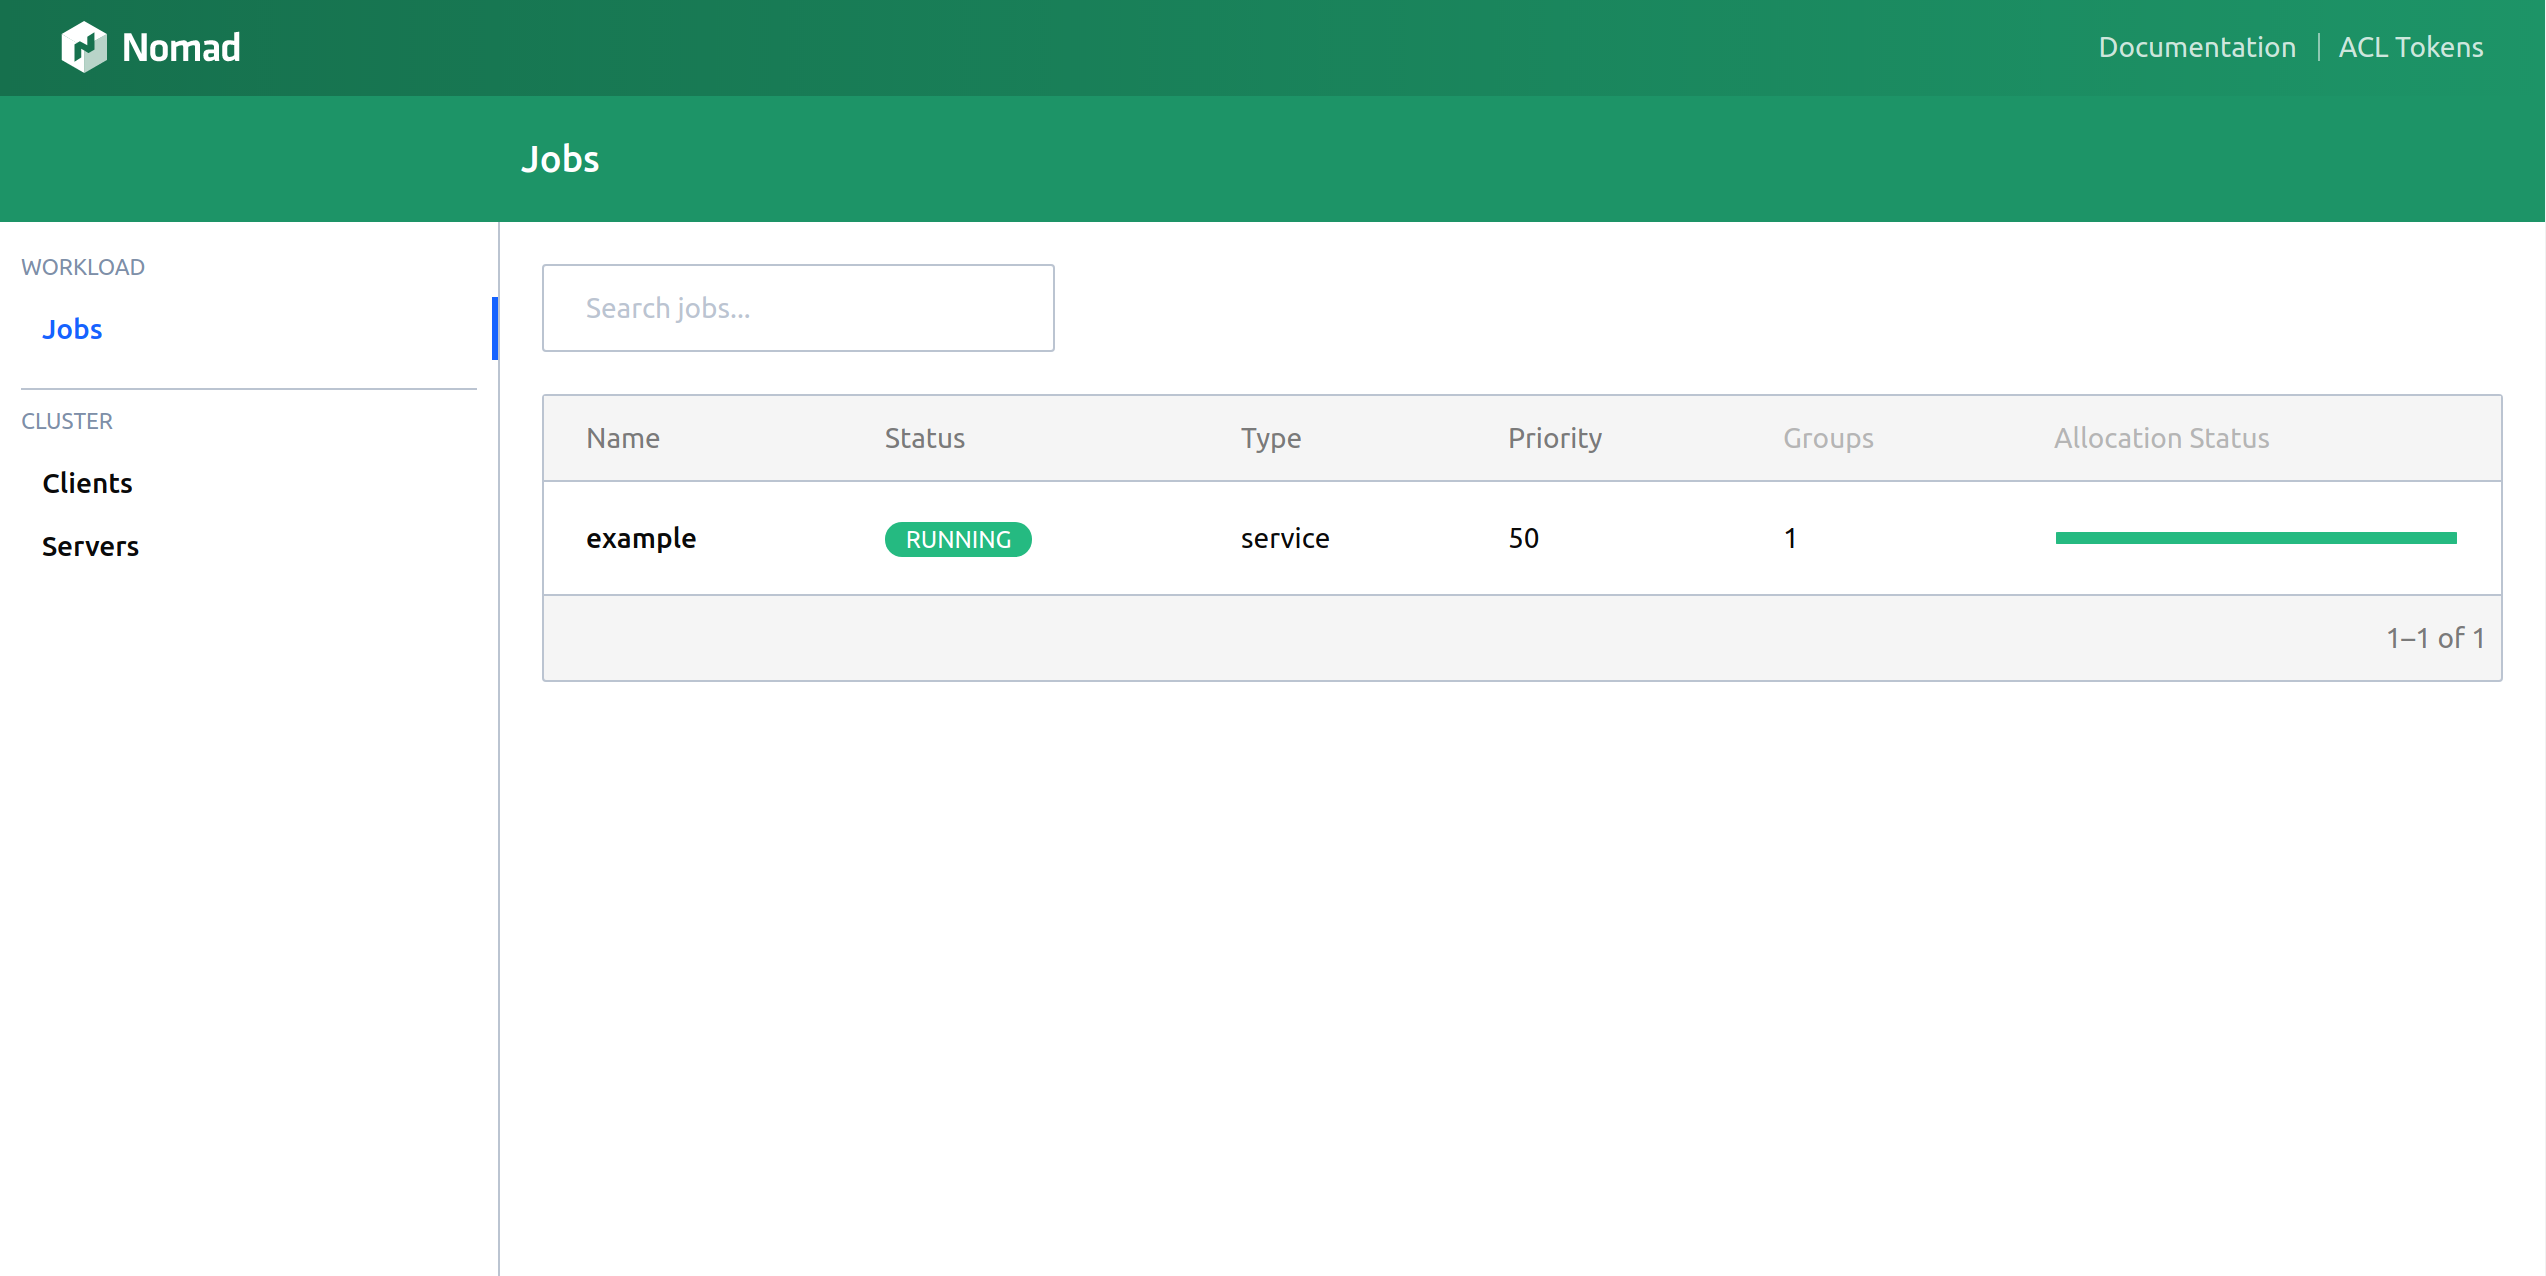 Nomad
Documentation | ACL Tokens
Jobs
WORKLOAD
Jobs
CLUSTER
Clients
Servers
Search jobs...
Name Status Type Priority Groups Allocation Status
example RUNNING service 50 1
1–1 of 1